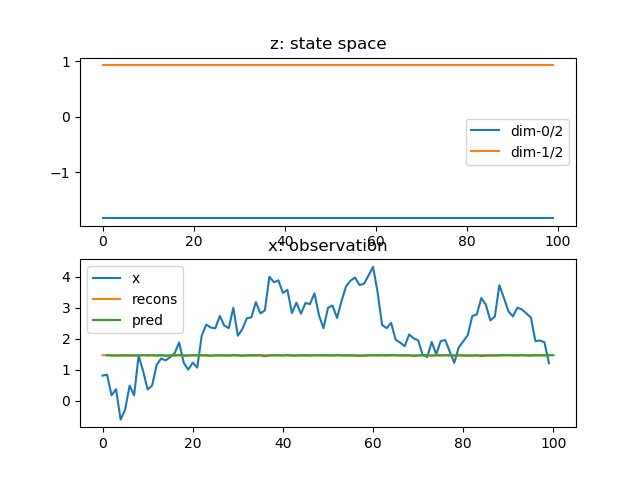 z: state space
1
0
−1
dim-0/2
dim-1/2
0 20 40 60 80 100
x: observation
4
3
2
1
0
x
recons
pred
0 20 40 60 80 100